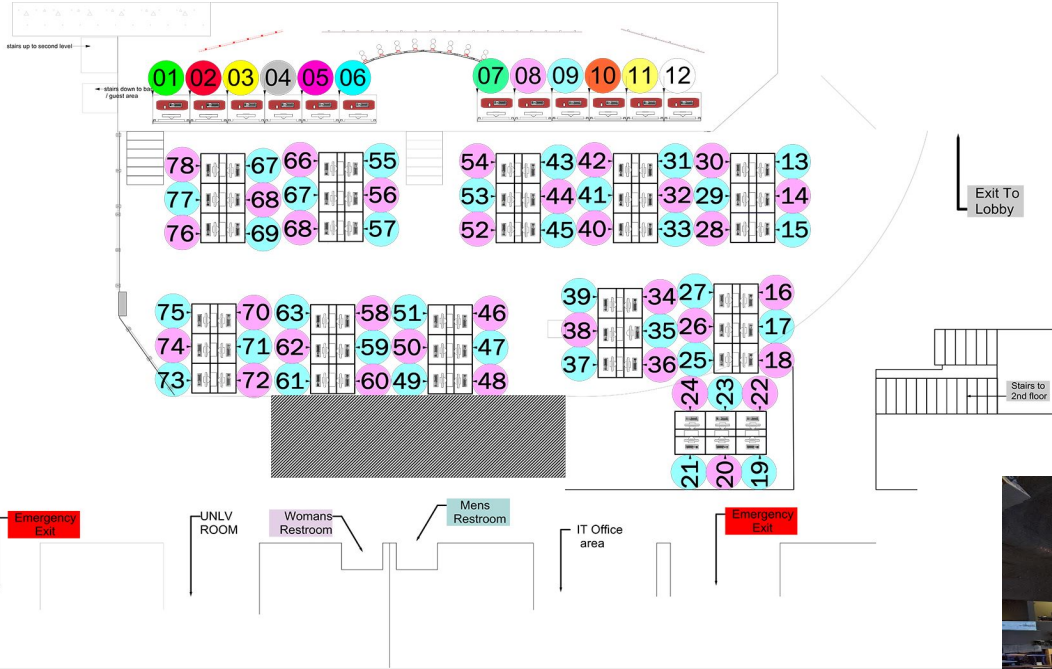 stairs up to second level
stairs down to bac
/ guest area
01 02 03 04 05 06 07 08 09 10 11 12
78 67 66 55 54 43 42 31 30 13
77 68 67 56 53 44 41 32 29 14
76 69 68 57 52 45 40 33 28 15
Exit To
Lobby
75 70 63 58 51 46 39 34 27 16
74 71 62 59 50 47 38 35 26 17
73 72 61 60 49 48 37 36 25 18
24 23 22
21 20 19
Stairs to
2nd floor
Emergency
Exit
UNLV
ROOM
Womans
Restroom
Mens
Restroom
IT Office
area
Emergency
Exit